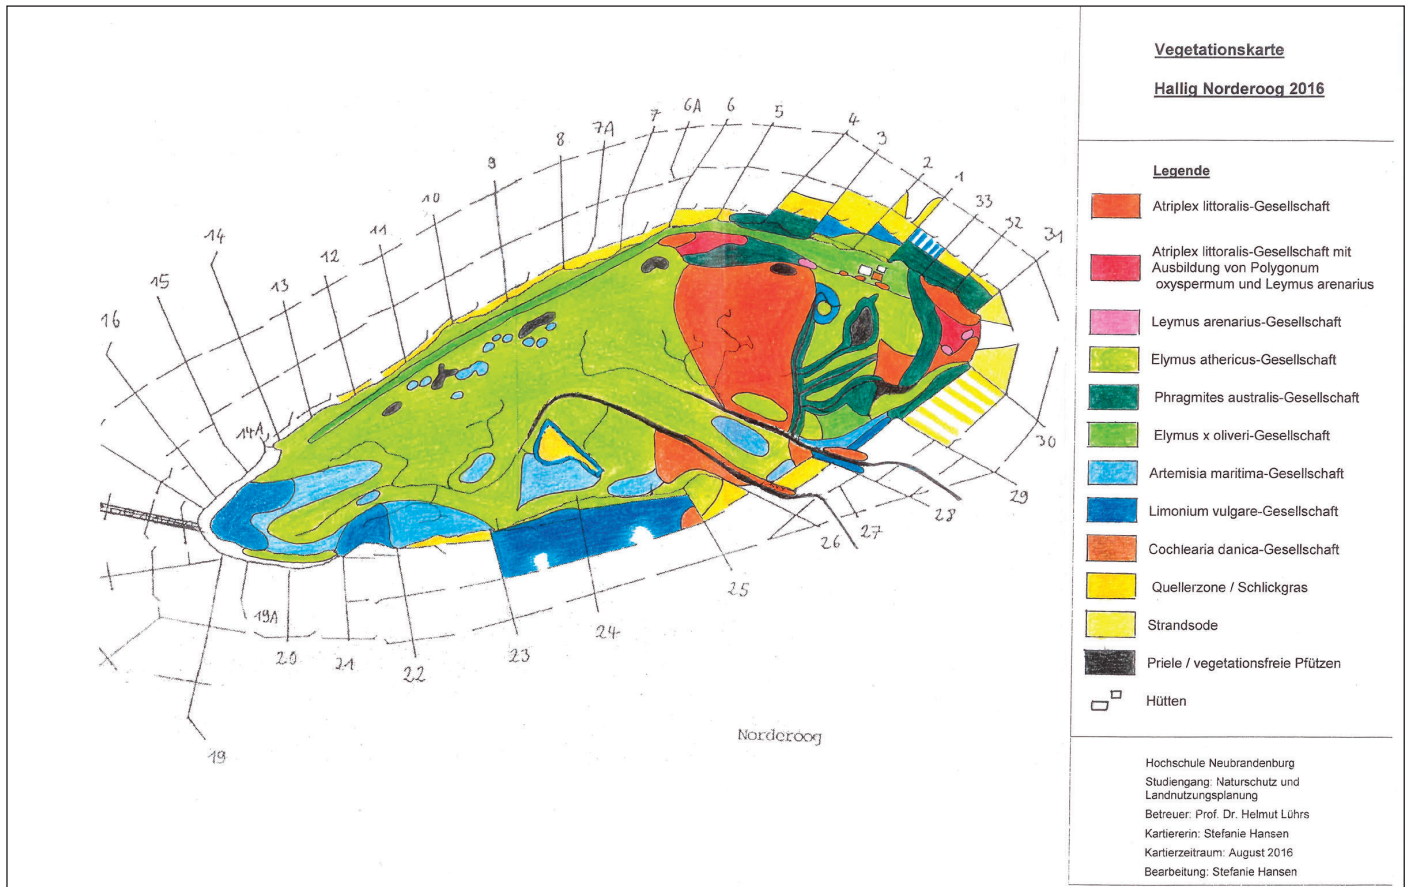 Vegetationskarte
Hallig Norderoog 2016
Legende
Atriplex littoralis-Gesellschaft
Atriplex littoralis-Gesellschaft mit
Ausbildung von Polygonum
oxyspermum und Leymus arenarius
Leymus arenarius-Gesellschaft
Elymus athericus-Gesellschaft
Phragmites australis-Gesellschaft
Elymus x oliveri-Gesellschaft
Artemisia maritima-Gesellschaft
Limonium vulgare-Gesellschaft
Cochlearia danica-Gesellschaft
Quellerzone / Schlickgras
Strandsode
Priele / vegetationsfreie Pfützen
Hütten
Hochschule Neubrandenburg
Studiengang: Naturschutz und
Landnutzungsplanung
Betreuer: Prof. Dr. Helmut Lührs
Kartiererin: Stefanie Hansen
Kartierzeitraum: August 2016
Bearbeitung: Stefanie Hansen
6A
6
5
4
3
2
1
33
32
31
7
7A
8
9
10
11
12
13
14
15
16
14A
19
19A
20
21
22
23
24
25
26
27
28
29
30
Norderoog